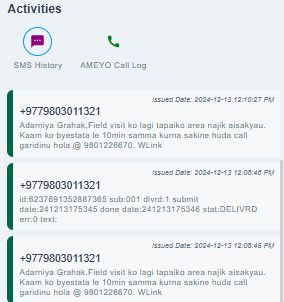 Activities
SMS History AMEYO Call Log
Issued Date: 2024-12-13 12:10:27 PM
+9779803011321
Adarniya Grahak,Field visit ko lagi tapaiko area najik aisakyau.
Kaam ko byestata le 10min samma kurna sakine huda call
garidinu hola @ 9801226670. WLink
Issued Date: 2024-12-13 12:08:46 PM
+9779803011321
id:6237691352887365 sub:001 dlvrd:1 submit
date:241213175345 done date:241213175346 stat:DELIVRD
err:0 text:
Issued Date: 2024-12-13 12:08:45 PM
+9779803011321
Adarniya Grahak,Field visit ko lagi tapaiko area najik aisakyau.
Kaam ko byestata le 10min samma kurna sakine huda call
garidinu hola @ 9801226670. WLink